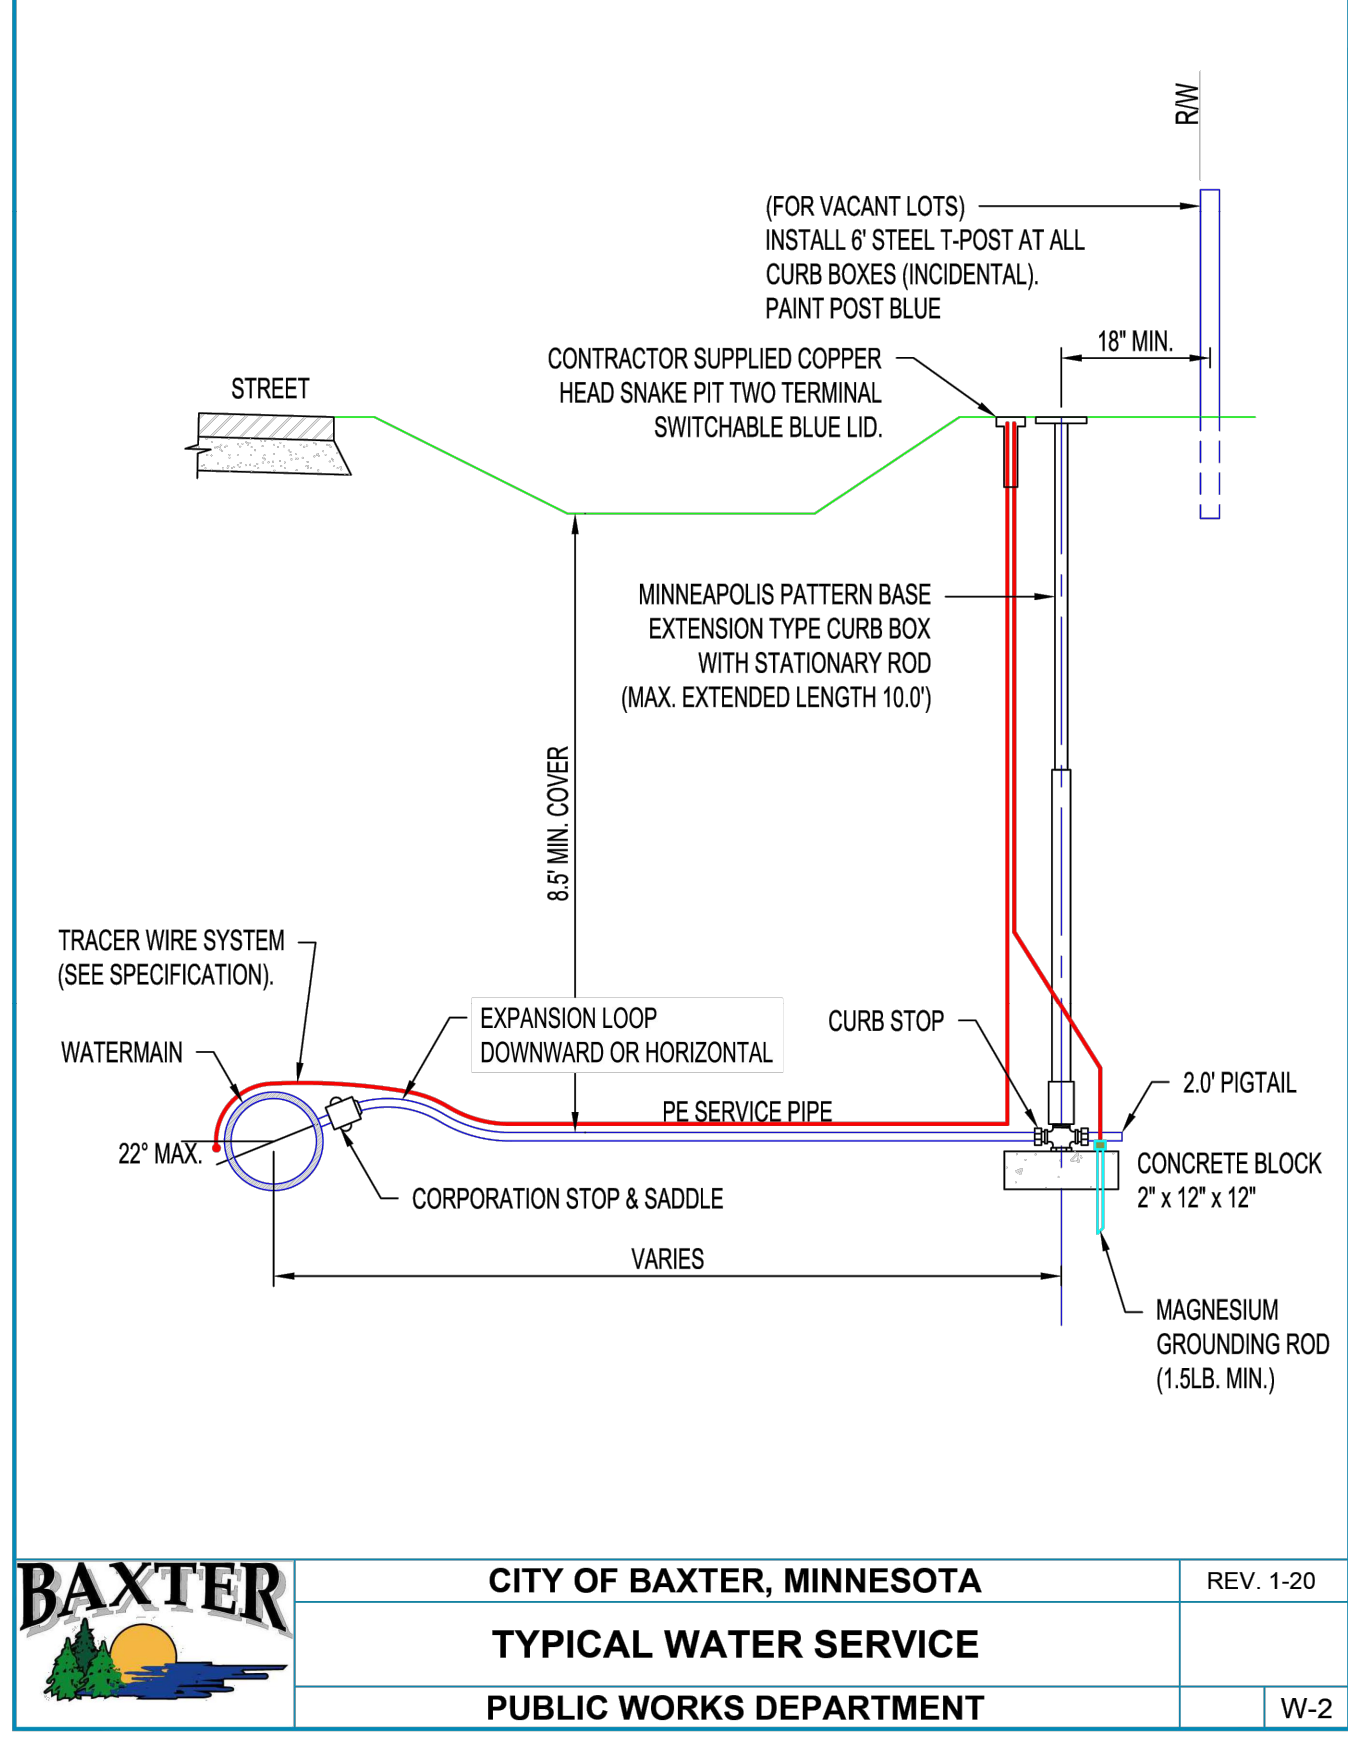 R/W
(FOR VACANT LOTS)
INSTALL 6' STEEL T-POST AT ALL
CURB BOXES (INCIDENTAL).
PAINT POST BLUE
18" MIN.
CONTRACTOR SUPPLIED COPPER
HEAD SNAKE PIT TWO TERMINAL
SWITCHABLE BLUE LID.
STREET
MINNEAPOLIS PATTERN BASE
EXTENSION TYPE CURB BOX
WITH STATIONARY ROD
(MAX. EXTENDED LENGTH 10.0')
8.5' MIN. COVER
TRACER WIRE SYSTEM
(SEE SPECIFICATION).
EXPANSION LOOP
DOWNWARD OR HORIZONTAL
CURB STOP
WATERMAIN
2.0' PIGTAIL
PE SERVICE PIPE
22° MAX.
CONCRETE BLOCK
2" x 12" x 12"
CORPORATION STOP & SADDLE
VARIES
MAGNESIUM
GROUNDING ROD
(1.5LB. MIN.)
BAXTER
CITY OF BAXTER, MINNESOTA
REV. 1-20
TYPICAL WATER SERVICE
PUBLIC WORKS DEPARTMENT
W-2